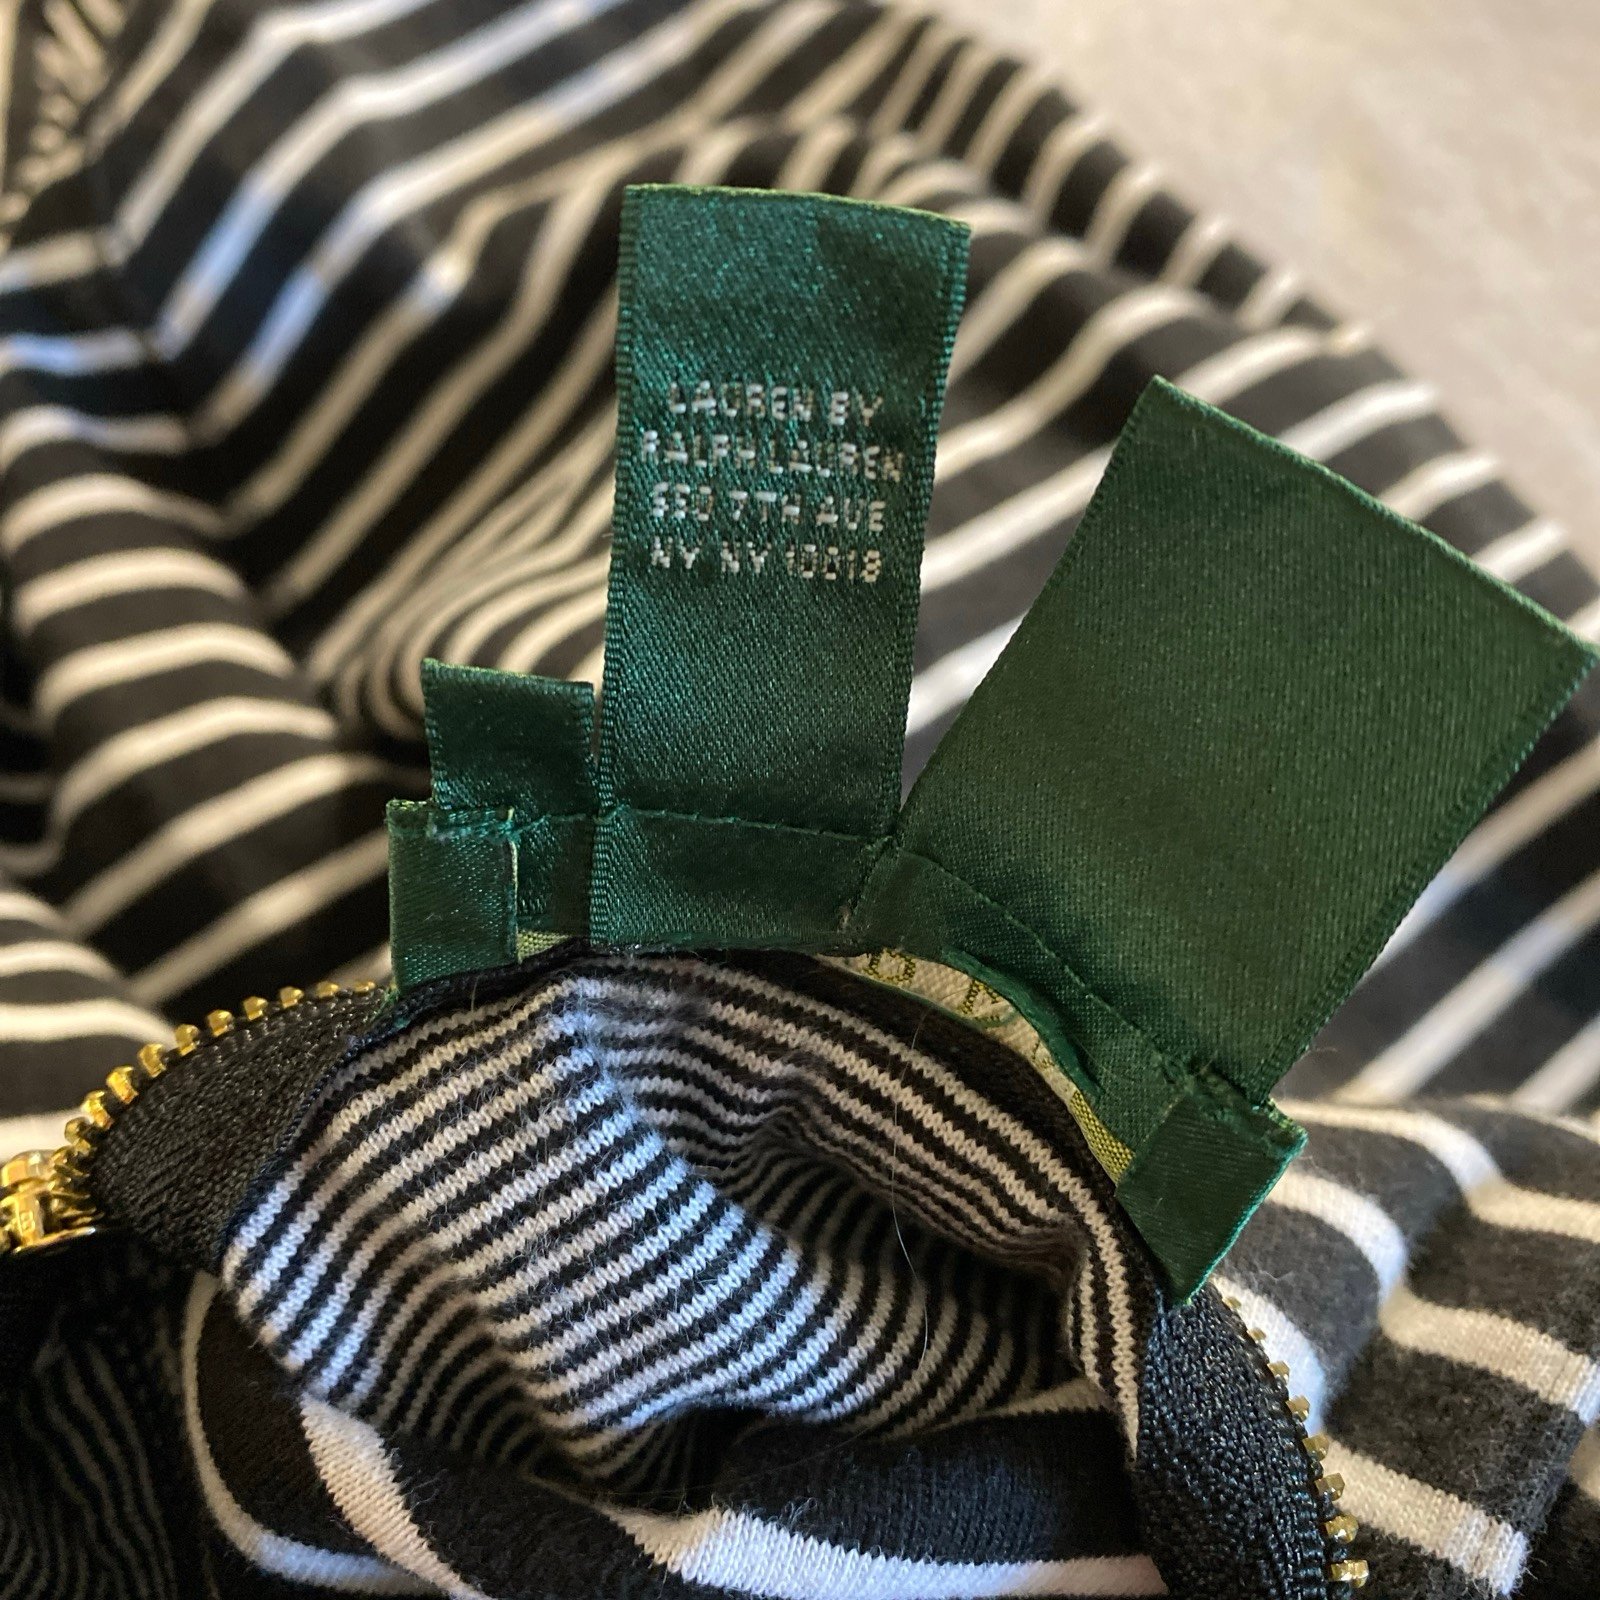 LAUREN BY
RALPH LAUREN
550 7TH AVE
NY NY 10018